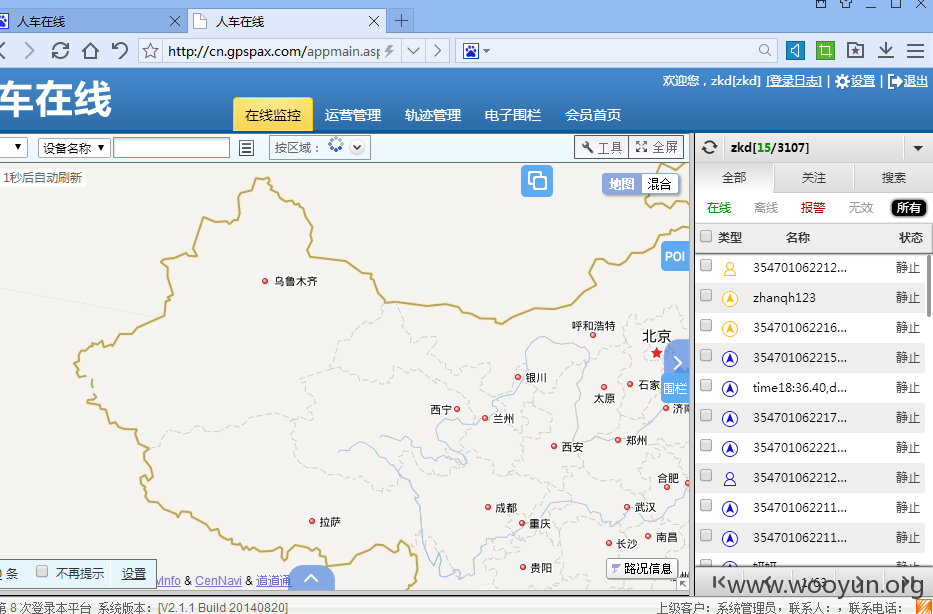 人车在线
人车在线
http://cn.gpspax.com/appmain.asp
车在线
欢迎您，zkd[zkd] [登录日志] | 设置 | 退出
在线监控 运营管理 轨迹管理 电子围栏 会员首页
设备名称 按区域： 工具 全屏
1秒后自动刷新
地图 混合
POI
围栏
乌鲁木齐
呼和浩特
北京
银川
石家
太原
济南
西宁
兰州
西安
郑州
合肥
成都
武汉
重庆
拉萨
南昌
长沙
贵阳
路况信息
条 不再提示 设置
& CenNavi & 道道通
zkd[15/3107]
全部 关注 搜索
在线 离线 报警 无效 所有
类型 名称 状态
354701062212... 静止
zhanqh123 静止
354701062216... 静止
354701062215... 静止
time18:36.40,d... 静止
354701062217... 静止
354701062221... 静止
354701062212... 静止
354701062211... 静止
354701062211... 静止
1/63
www.wooyun.org
第 8 次登录本平台 系统版本：[V2.1.1 Build 20140820]
上级客户：系统管理员，联系人：，联系电话：